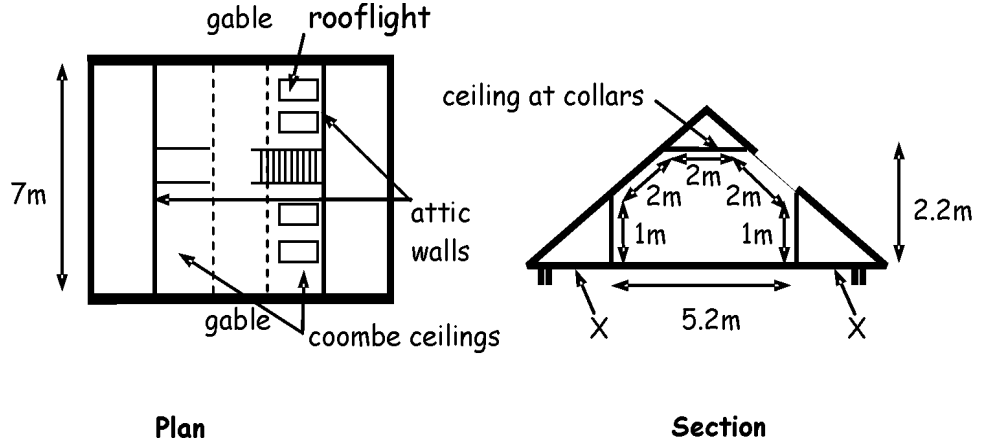 gable
rooflight
7m
attic
walls
gable
coombe ceilings
Plan
ceiling at collars
2m
2m
2m
1m
1m
2.2m
5.2m
X
X
Section